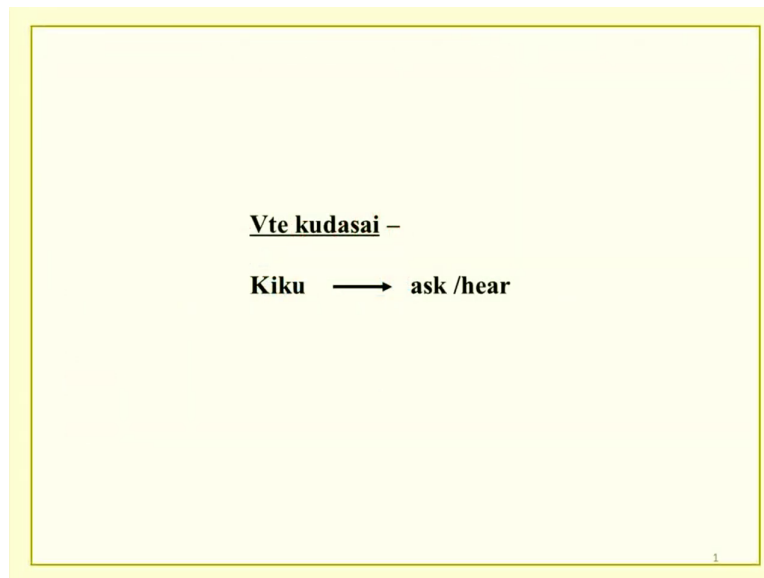 Vte kudasai –
Kiku → ask /hear
1